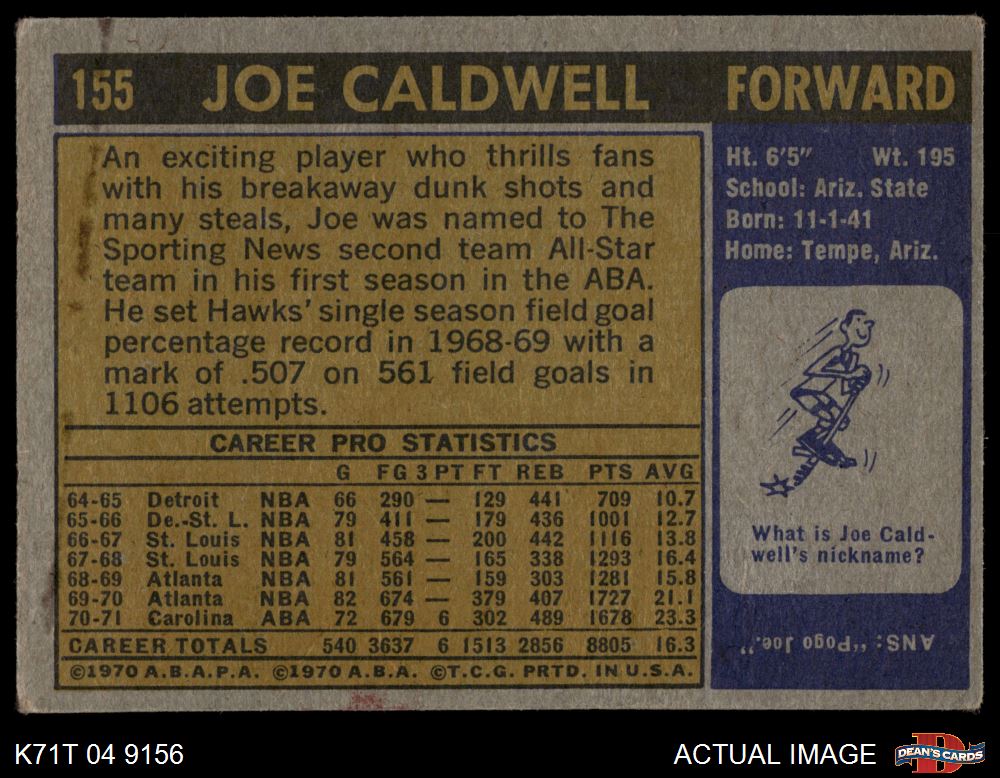 155 JOE CALDWELL FORWARD
An exciting player who thrills fans
with his breakaway dunk shots and
many steals, Joe was named to The
Sporting News second team All-Star
team in his first season in the ABA.
He set Hawks' single season field goal
percentage record in 1968-69 with a
mark of .507 on 561 field goals in
1106 attempts.
CAREER PRO STATISTICS
G FG 3 PT FT REB PTS AVG
64-65 Detroit NBA 66 290 — 129 441 709 10.7
65-66 De.-St. L. NBA 79 411 — 179 436 1001 12.7
66-67 St. Louis NBA 81 458 — 200 442 1116 13.8
67-68 St. Louis NBA 79 564 — 165 338 1293 16.4
68-69 Atlanta NBA 81 561 — 159 303 1281 15.8
69-70 Atlanta NBA 82 674 — 379 407 1727 21.1
70-71 Carolina ABA 72 679 6 302 489 1678 23.3
CAREER TOTALS 540 3637 6 1513 2856 8805 16.3
©1970 A.B.A.P.A. ©1970 A.B.A. ©T.C.G. PRTD. IN U.S.A.
Ht. 6'5" Wt. 195
School: Ariz. State
Born: 11-1-41
Home: Tempe, Ariz.
What is Joe Cald-
well's nickname?
ANS: "Pogo Joe."
K71T 04 9156
ACTUAL IMAGE
D
DEAN'S CARDS